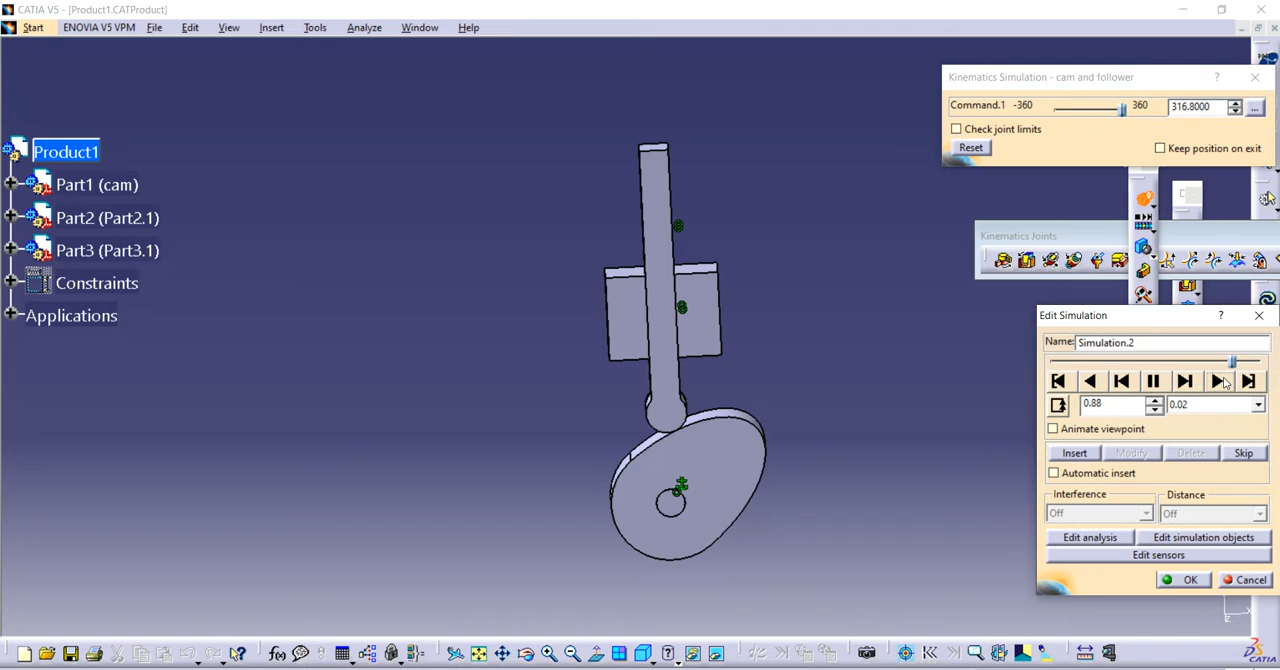 CATIA V5 - [Product1.CATProduct]
Start ENOVIA V5 VPM File Edit View Insert Tools Analyze Window Help
Kinematics Simulation - cam and follower
Command.1 -360 360 316.8000 ...
Check joint limits
Reset Keep position on exit
Product1
Part1 (cam)
Part2 (Part2.1)
Part3 (Part3.1)
Constraints
Applications
Kinematics Joints
Edit Simulation
Name: Simulation.2
0.88 0.02
Animate viewpoint
Insert Modify Delete Skip
Automatic insert
Interference Distance
Off Off
Edit analysis Edit simulation objects
Edit sensors
OK Cancel
f(x)
CATIA